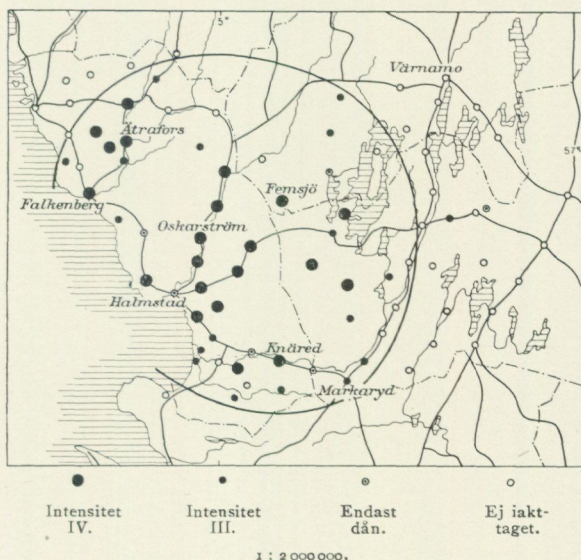 5°
Värnamo
Ätrafors
57°
Femsjö
Falkenberg
Oskarström
Halmstad
Knäred
Markaryd
Intensitet IV.
Intensitet III.
Endast dån.
Ej iakt-
taget.
1 : 2 000 000.